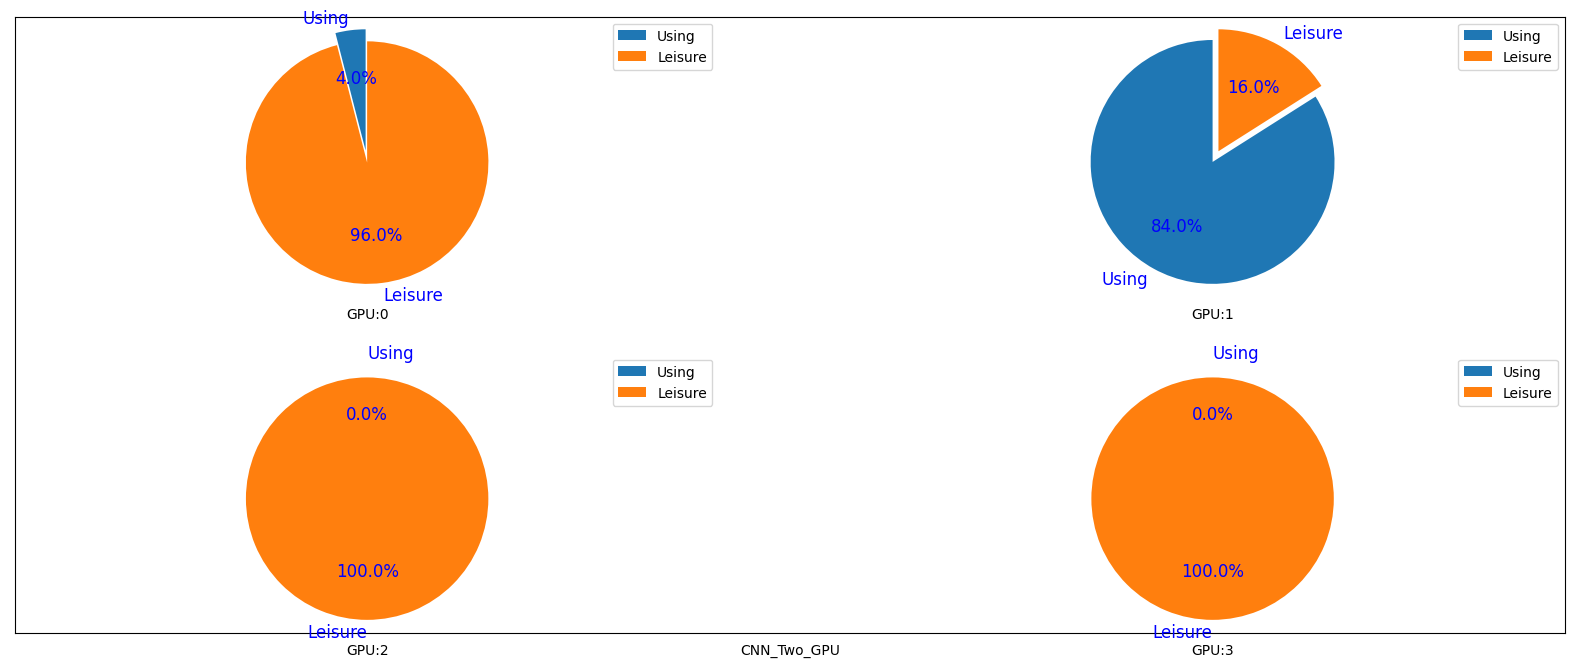 Using
4.0%
96.0%
Leisure
GPU:0
Using
Leisure
Leisure
16.0%
84.0%
Using
GPU:1
Using
Leisure
Using
0.0%
100.0%
Leisure
GPU:2
Using
Leisure
Using
0.0%
100.0%
Leisure
GPU:3
Using
Leisure
CNN_Two_GPU